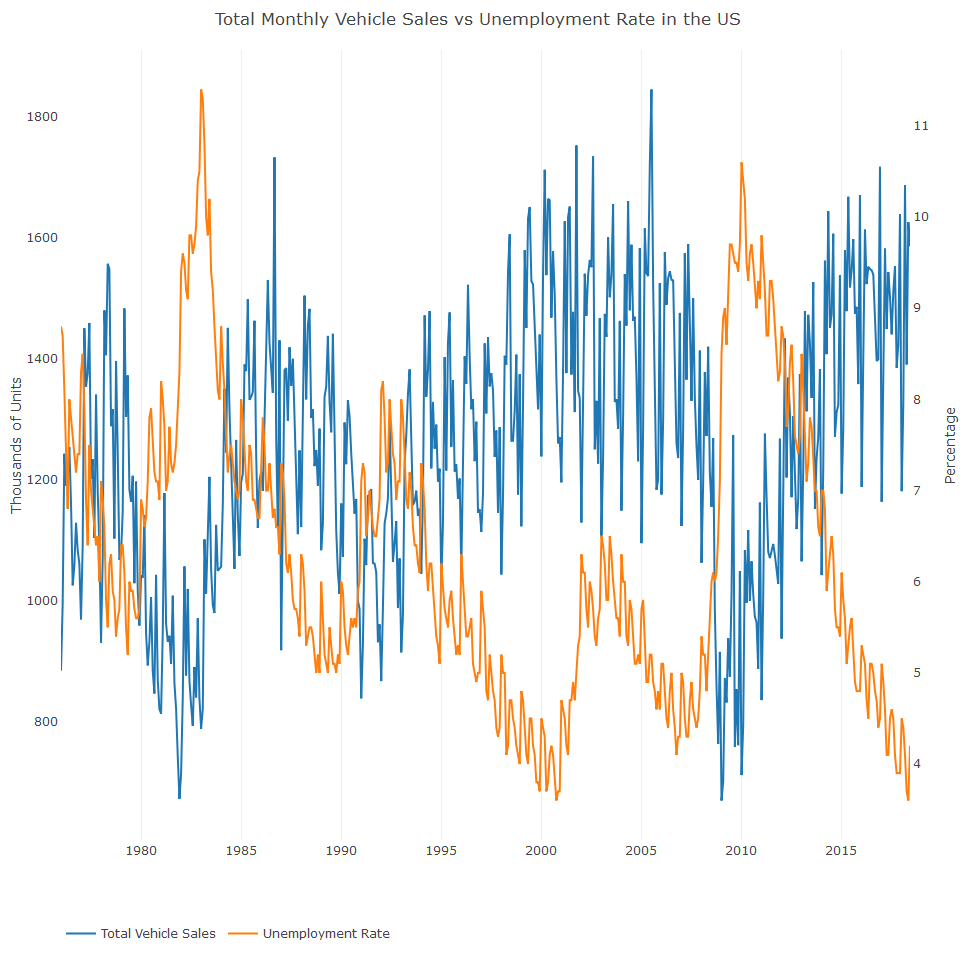 Total Monthly Vehicle Sales vs Unemployment Rate in the US
1800
1600
1400
1200
1000
800
Thousands of Units
11
10
9
8
7
6
5
4
Percentage
1980 1985 1990 1995 2000 2005 2010 2015
Total Vehicle Sales Unemployment Rate